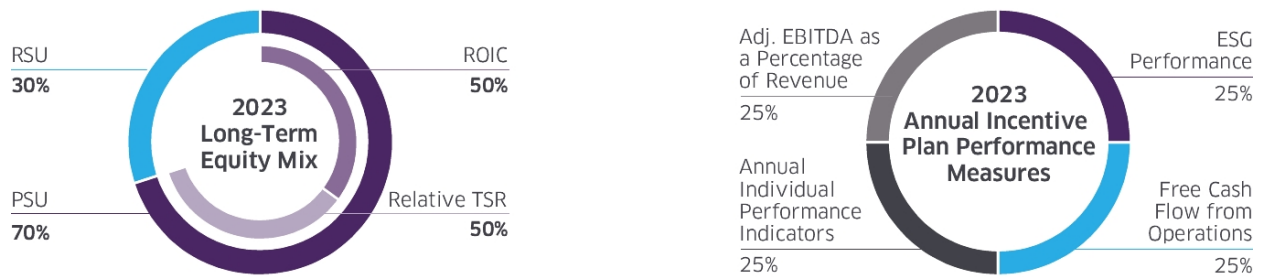 RSU
30%
ROIC
50%
2023
Long-Term
Equity Mix
PSU
70%
Relative TSR
50%
Adj. EBITDA as
a Percentage
of Revenue
25%
ESG
Performance
25%
2023
Annual Incentive
Plan Performance
Measures
Annual
Individual
Performance
Indicators
25%
Free Cash
Flow from
Operations
25%